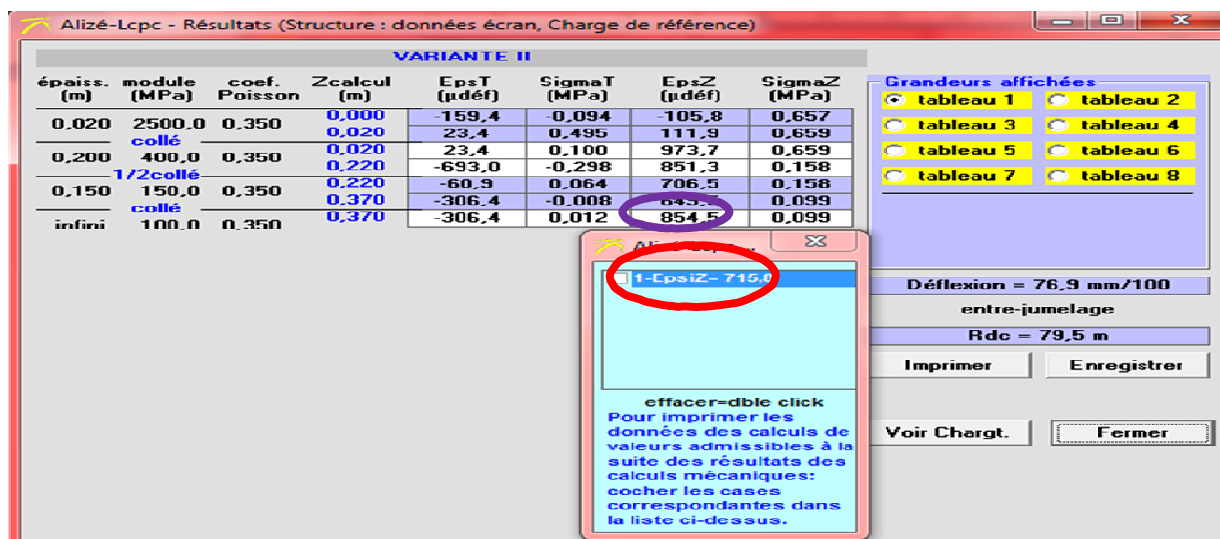 Alizé-Lcpc - Résultats (Structure : données écran, Charge de référence)
VARIANTE II
épaiss. module coef. Zcalcul EpsT SigmaT EpsZ SigmaZ
(m) (MPa) Poisson (m) (µdéf) (MPa) (µdéf) (MPa)
0,000 -159,4 -0,094 -105,8 0,657
0,020 2500,0 0,350
0,020 23,4 0,495 111,9 0,659
collé
0,020 23,4 0,100 973,7 0,659
0,200 400,0 0,350
0,220 -693,0 -0,298 851,3 0,158
1/2collé
0,220 -60,9 0,064 706,5 0,158
0,150 150,0 0,350
0,370 -306,4 -0,008 0,099
collé
0,370 -306,4 0,012 854,5 0,099
infini 100,0 0,350
Grandeurs affichées
tableau 1 tableau 2
tableau 3 tableau 4
tableau 5 tableau 6
tableau 7 tableau 8
Déflexion = 76,9 mm/100
entre-jumelage
Rdc = 79,5 m
Imprimer Enregistrer
Voir Chargt. Fermer
Alizé-Lcpc ...
1-EpsiZ= 715,0
effacer=dble click
Pour imprimer les
données des calculs de
valeurs admissibles à la
suite des résultats des
calculs mécaniques:
cocher les cases
correspondantes dans
la liste ci-dessus.